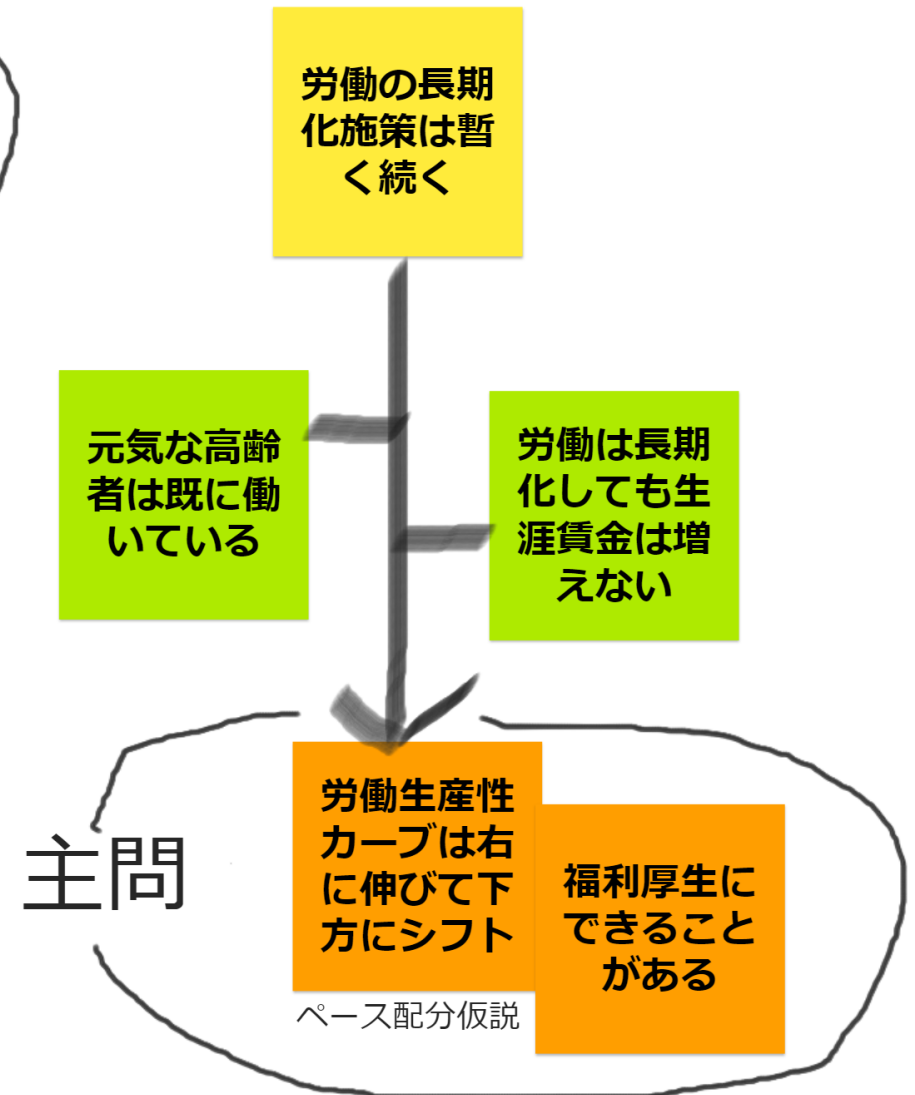 労働の長期
化施策は暫
く続く
元気な高齢
者は既に働
いている
労働は長期
化しても生
涯賃金は増
えない
主問
労働生産性
カーブは右
に伸びて下
方にシフト
福利厚生に
できること
がある
ペース配分仮説